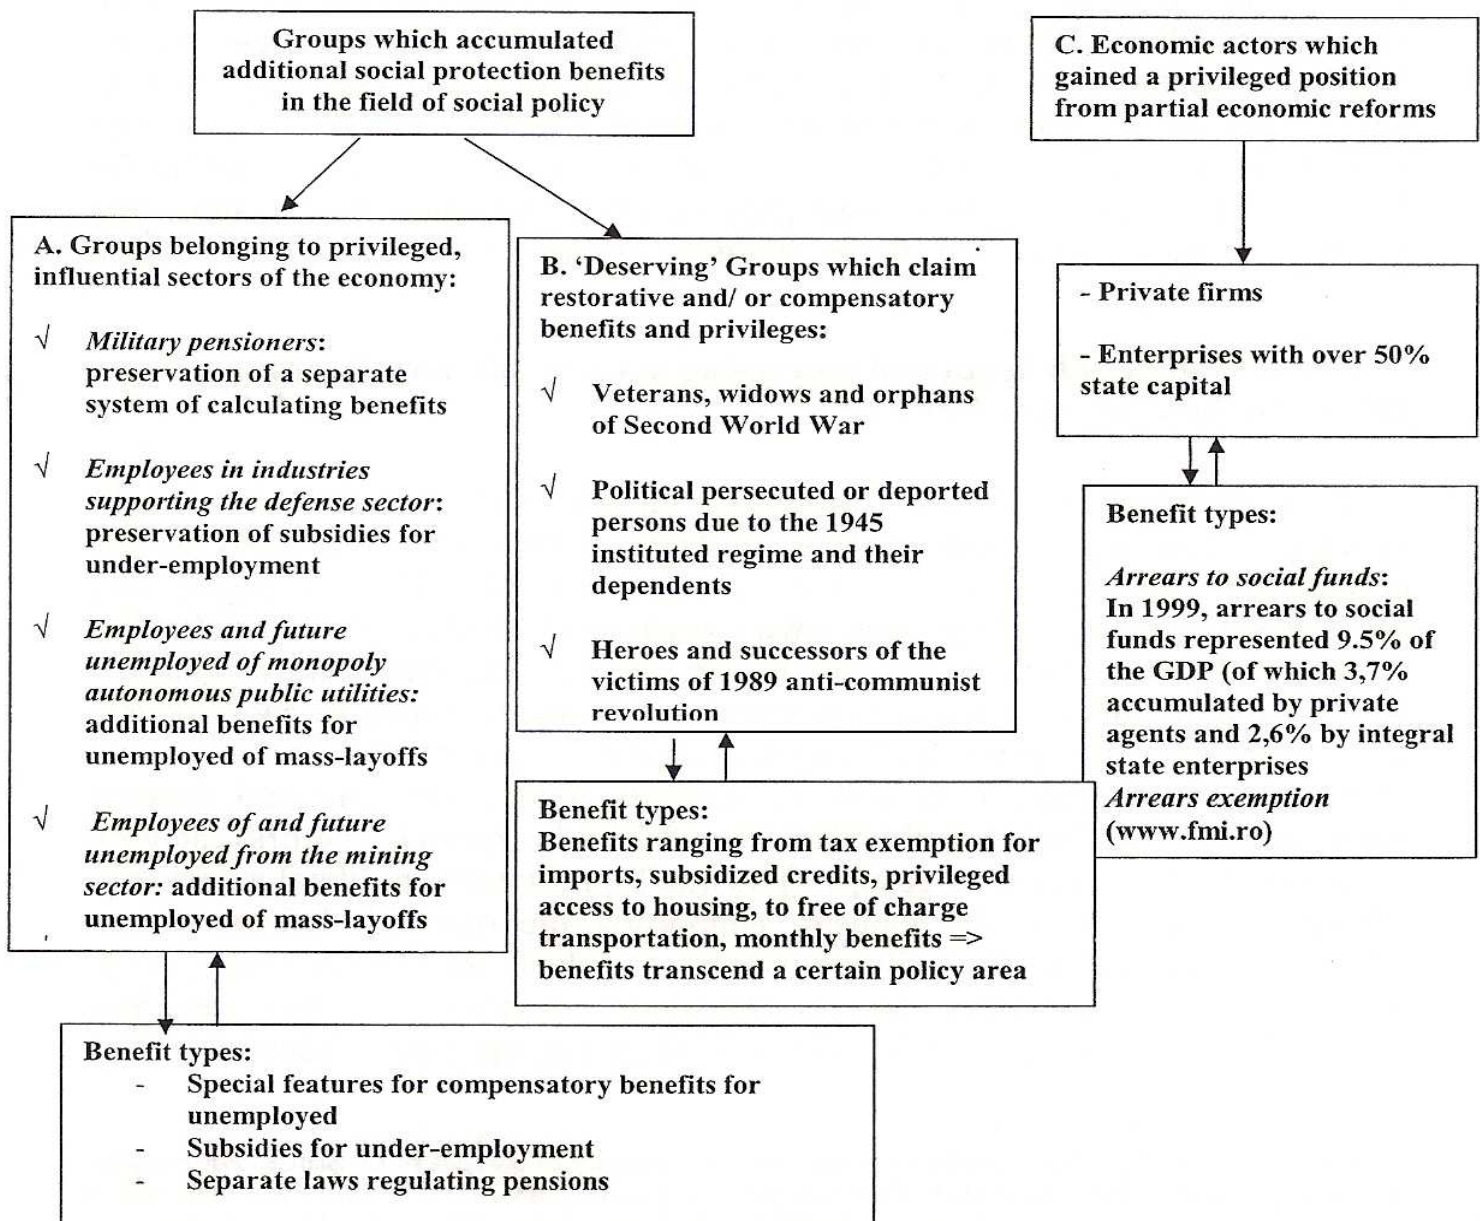 Groups which accumulated
additional social protection benefits
in the field of social policy
C. Economic actors which
gained a privileged position
from partial economic reforms
A. Groups belonging to privileged,
influential sectors of the economy:
√ Military pensioners:
preservation of a separate
system of calculating benefits
√ Employees in industries
supporting the defense sector:
preservation of subsidies for
under-employment
√ Employees and future
unemployed of monopoly
autonomous public utilities:
additional benefits for
unemployed of mass-layoffs
√ Employees of and future
unemployed from the mining
sector: additional benefits for
unemployed of mass-layoffs
B. ‘Deserving’ Groups which claim
restorative and/ or compensatory
benefits and privileges:
√ Veterans, widows and orphans
of Second World War
√ Political persecuted or deported
persons due to the 1945
instituted regime and their
dependents
√ Heroes and successors of the
victims of 1989 anti-communist
revolution
- Private firms
- Enterprises with over 50%
state capital
Benefit types:
Arrears to social funds:
In 1999, arrears to social
funds represented 9.5% of
the GDP (of which 3,7%
accumulated by private
agents and 2,6% by integral
state enterprises
Arrears exemption
(www.fmi.ro)
Benefit types:
Benefits ranging from tax exemption for
imports, subsidized credits, privileged
access to housing, to free of charge
transportation, monthly benefits =>
benefits transcend a certain policy area
Benefit types:
- Special features for compensatory benefits for
unemployed
- Subsidies for under-employment
- Separate laws regulating pensions